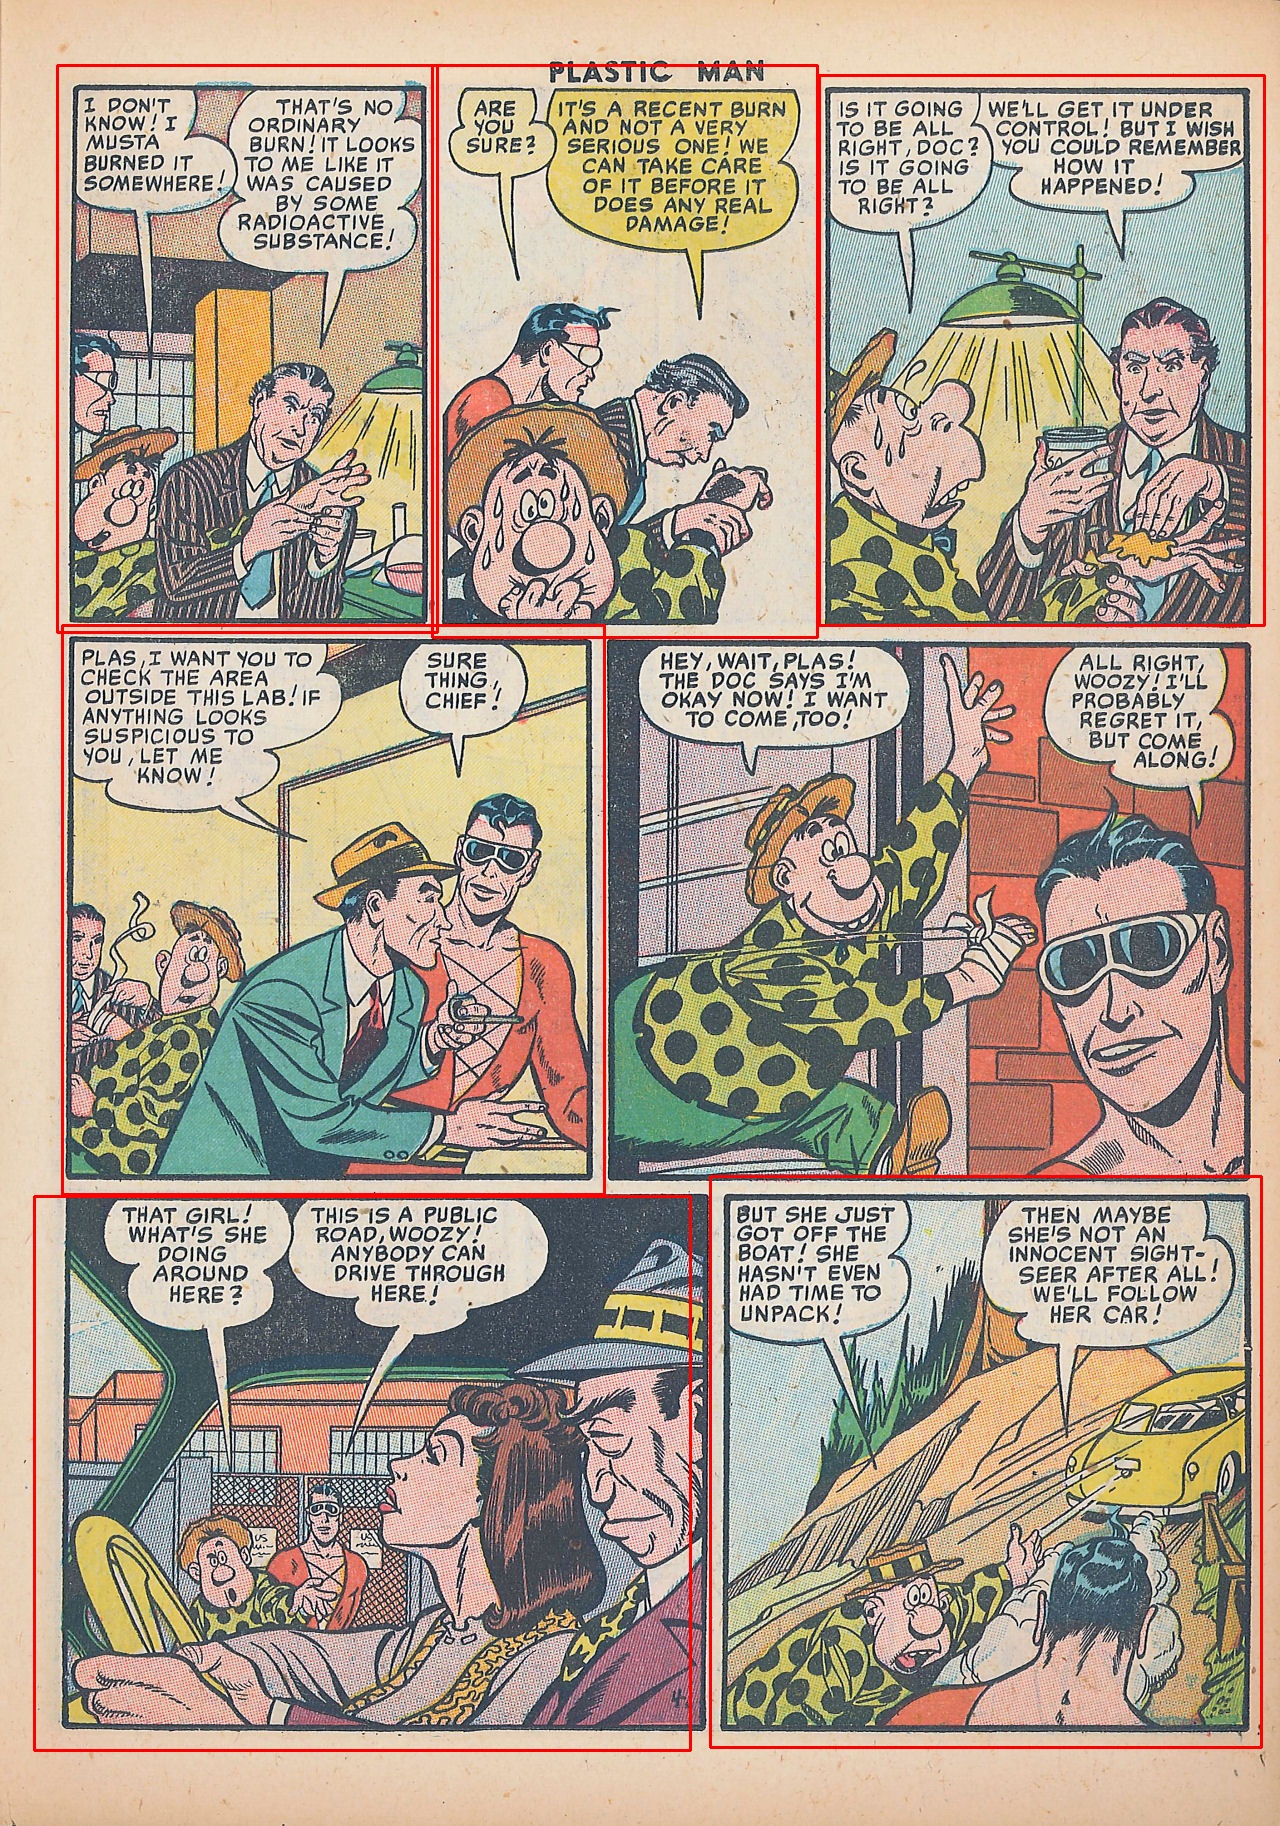 PLASTIC MAN
I DON'T
KNOW! I
MUSTA
BURNED IT
SOMEWHERE!
THAT'S NO
ORDINARY
BURN! IT LOOKS
TO ME LIKE IT
WAS CAUSED
BY SOME
RADIOACTIVE
SUBSTANCE!
ARE
YOU
SURE?
IT'S A RECENT BURN
AND NOT A VERY
SERIOUS ONE! WE
CAN TAKE CARE
OF IT BEFORE IT
DOES ANY REAL
DAMAGE!
IS IT GOING
TO BE ALL
RIGHT, DOC?
IS IT GOING
TO BE ALL
RIGHT?
WE'LL GET IT UNDER
CONTROL! BUT I WISH
YOU COULD REMEMBER
HOW IT
HAPPENED!
PLAS, I WANT YOU TO
CHECK THE AREA
OUTSIDE THIS LAB! IF
ANYTHING LOOKS
SUSPICIOUS TO
YOU, LET ME
KNOW!
SURE
THING,
CHIEF!
HEY, WAIT, PLAS!
THE DOC SAYS I'M
OKAY NOW! I WANT
TO COME, TOO!
ALL RIGHT,
WOOZY! I'LL
PROBABLY
REGRET IT,
BUT COME
ALONG!
THAT GIRL!
WHAT'S SHE
DOING
AROUND
HERE?
THIS IS A PUBLIC
ROAD, WOOZY!
ANYBODY CAN
DRIVE THROUGH
HERE!
US
US
4
BUT SHE JUST
GOT OFF THE
BOAT! SHE
HASN'T EVEN
HAD TIME TO
UNPACK!
THEN MAYBE
SHE'S NOT AN
INNOCENT SIGHT-
SEER AFTER ALL!
WE'LL FOLLOW
HER CAR!